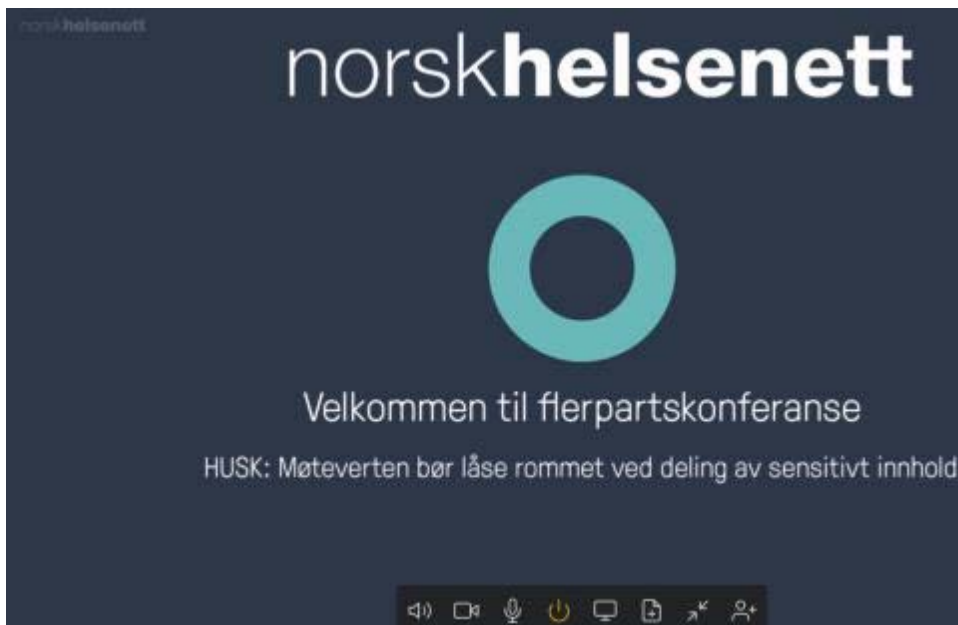 norskhelsenett
norskhelsenett
Velkommen til flerpartskonferanse
HUSK: Møteverten bør låse rommet ved deling av sensitivt innhold